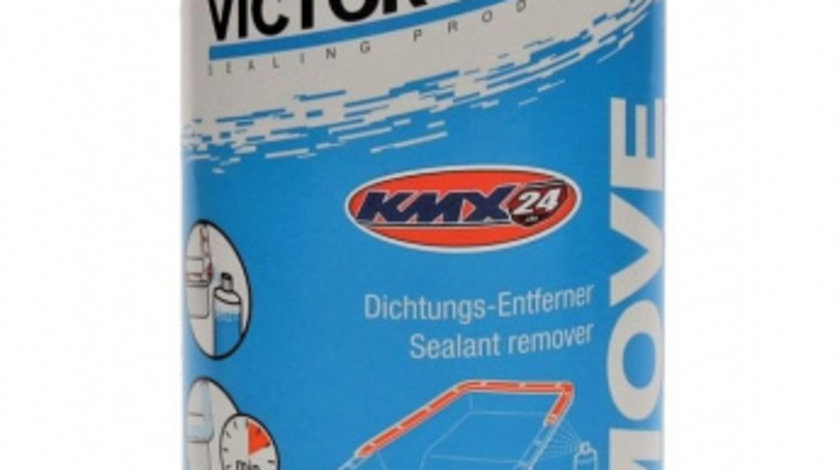 VICTOR
SEALING PROD
KMX24
Dichtungs-Entferner
Sealant remover
MOVE
min